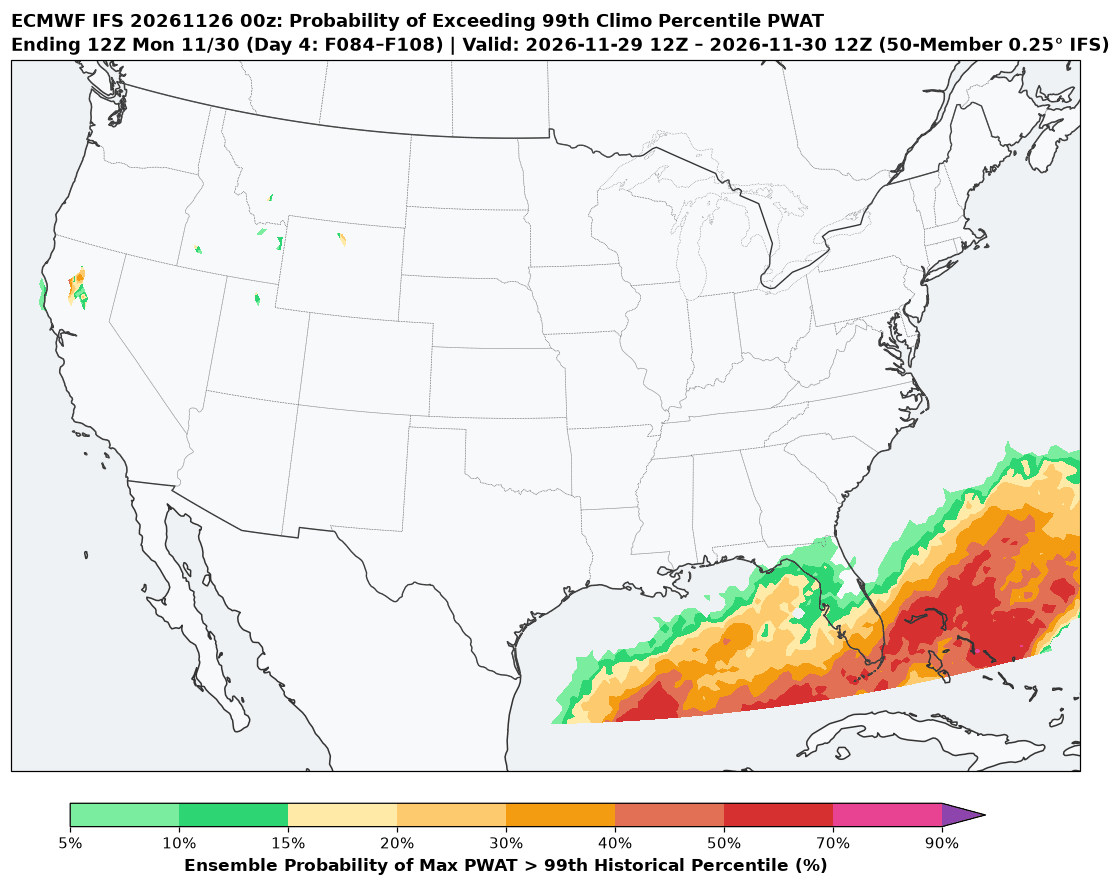 ECMWF IFS 20261126 00z: Probability of Exceeding 99th Climo Percentile PWAT
Ending 12Z Mon 11/30 (Day 4: F084–F108) | Valid: 2026-11-29 12Z – 2026-11-30 12Z (50-Member 0.25° IFS)
5% 10% 15% 20% 30% 40% 50% 70% 90%
Ensemble Probability of Max PWAT > 99th Historical Percentile (%)